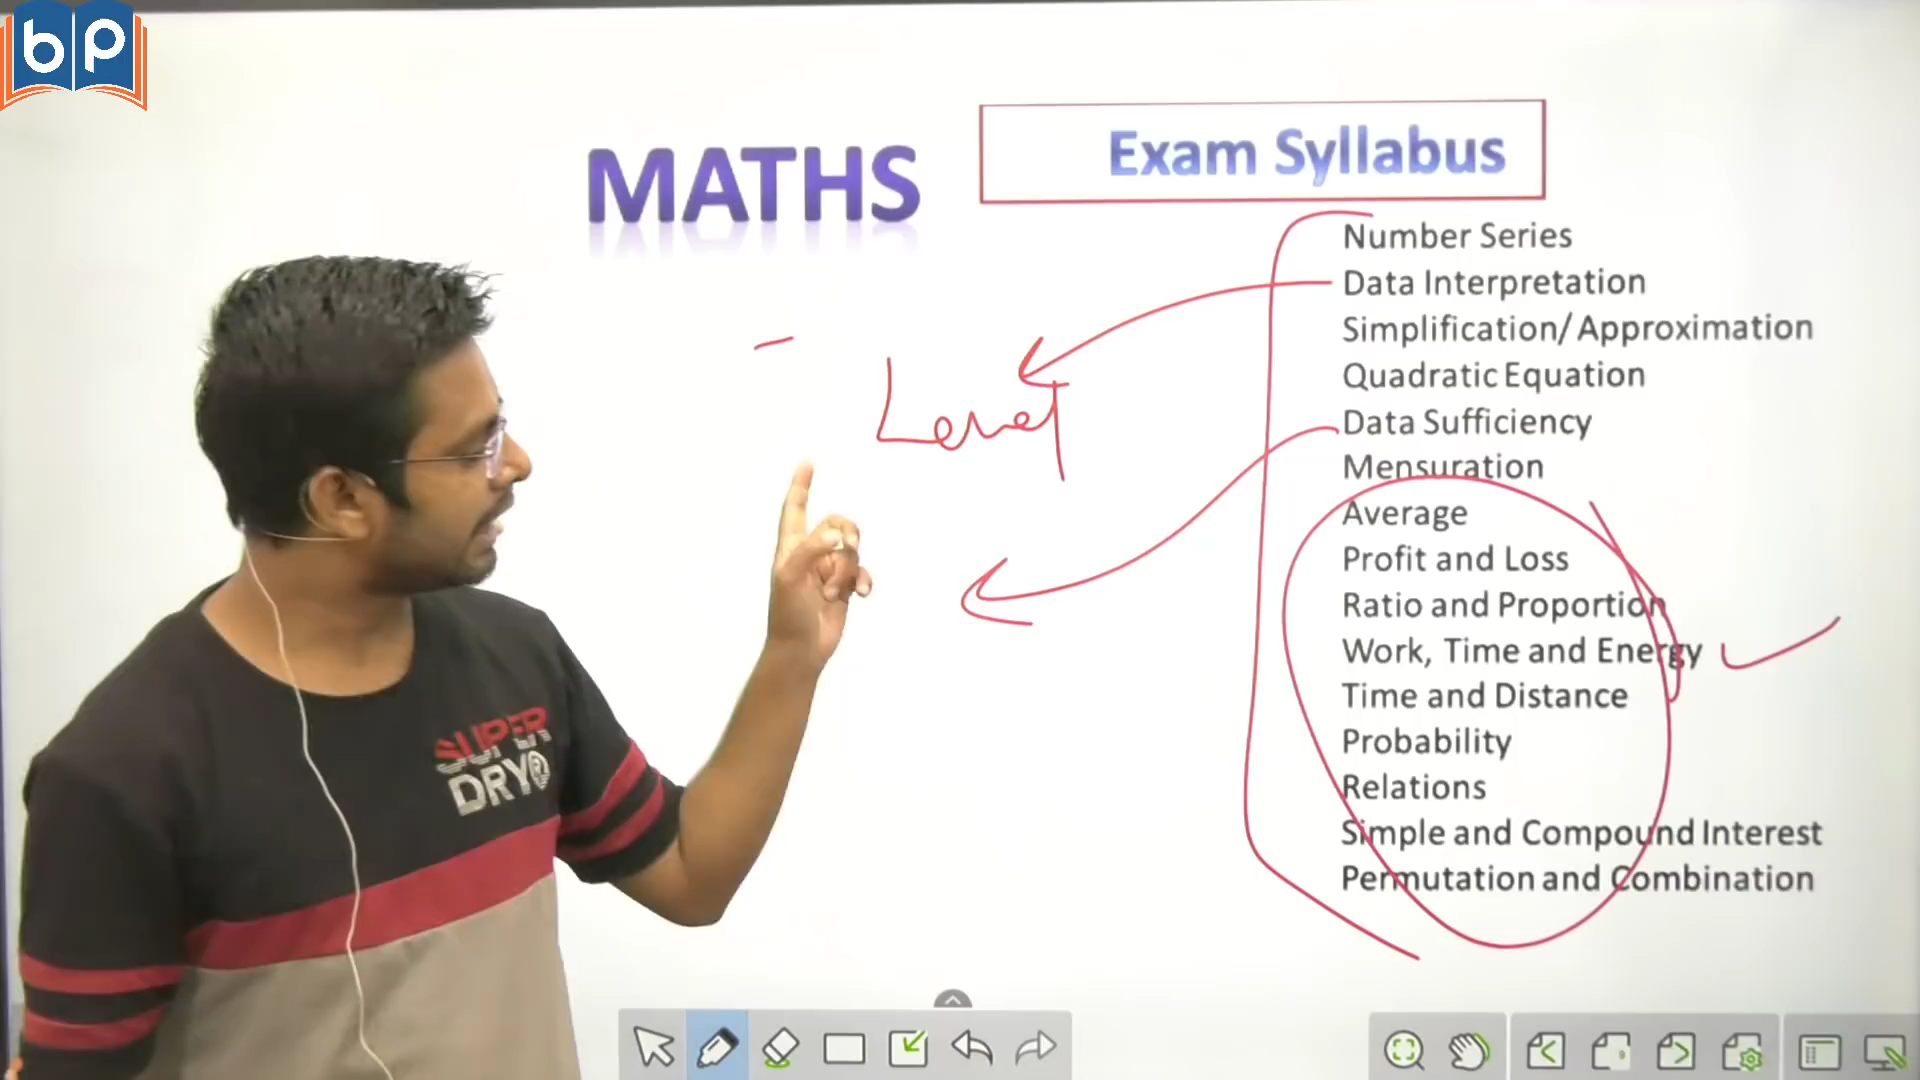 bp
MATHS
Exam Syllabus
Number Series
Data Interpretation
Simplification/Approximation
Quadratic Equation
Data Sufficiency
Mensuration
Average
Profit and Loss
Ratio and Proportion
Work, Time and Energy
Time and Distance
Probability
Relations
Simple and Compound Interest
Permutation and Combination
Level
SUPER
DRY